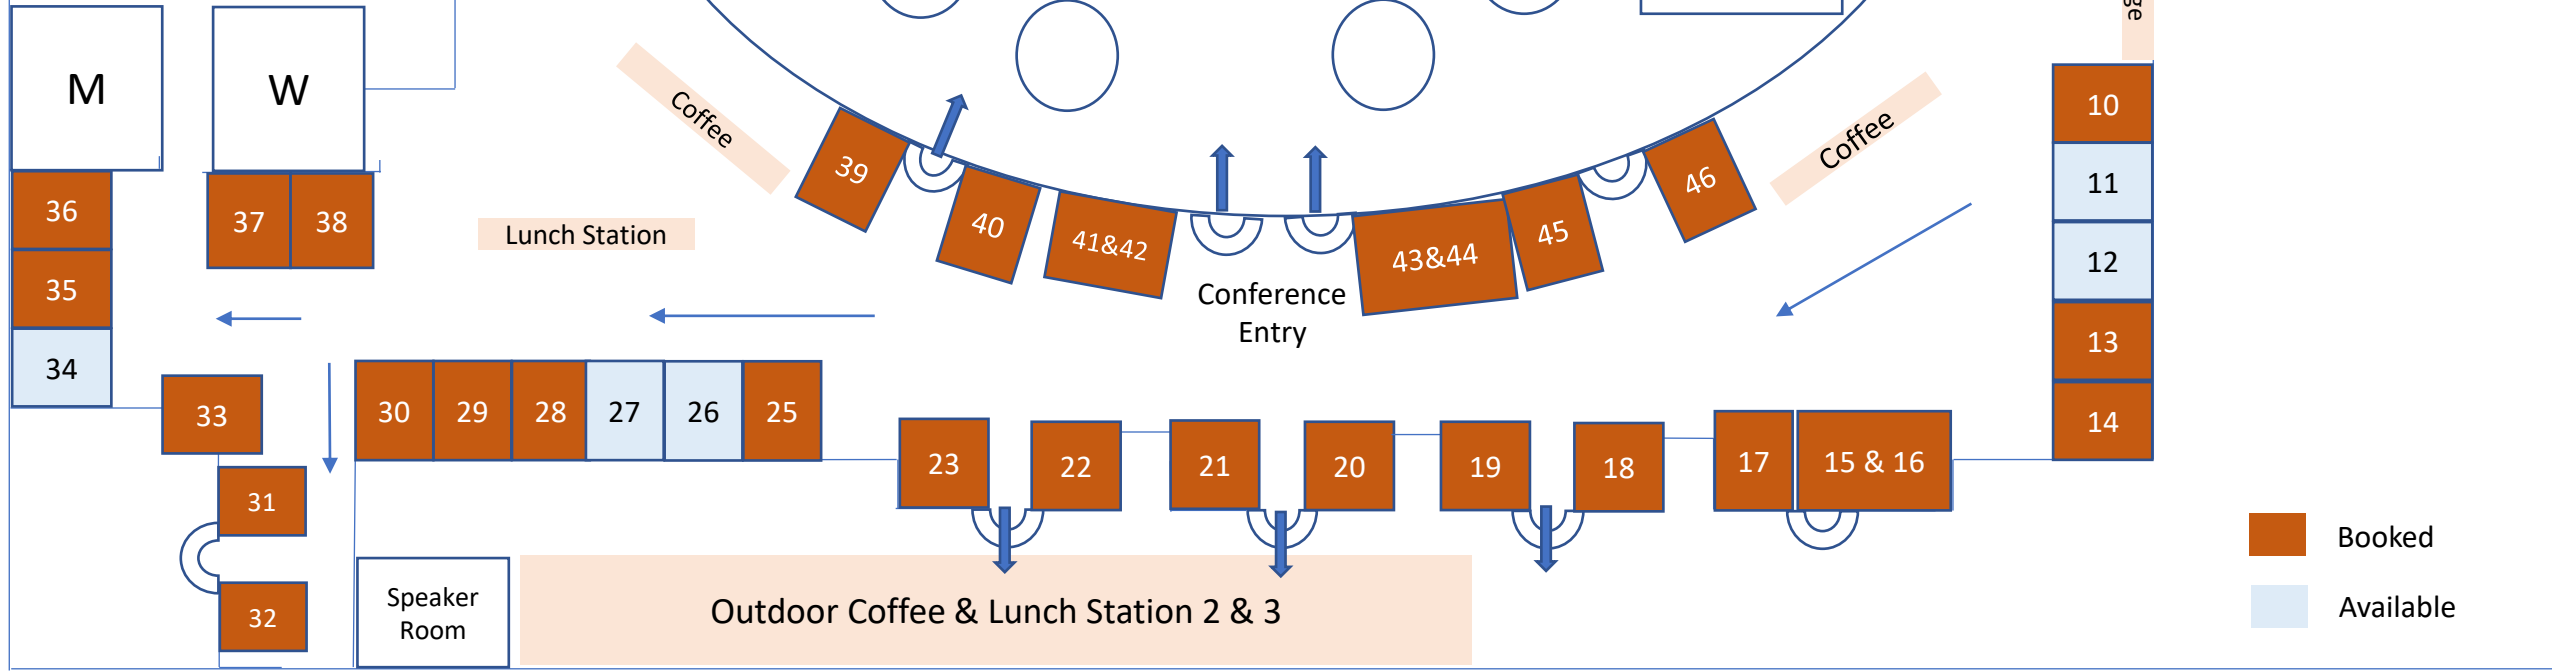 ge
M
W
Coffee
Coffee
10
11
12
13
14
39
40
41&42
43&44
45
46
36
35
34
37
38
Lunch Station
Conference
Entry
33
31
32
30
29
28
27
26
25
23
22
21
20
19
18
17
15 & 16
Speaker
Room
Outdoor Coffee & Lunch Station 2 & 3
Booked
Available